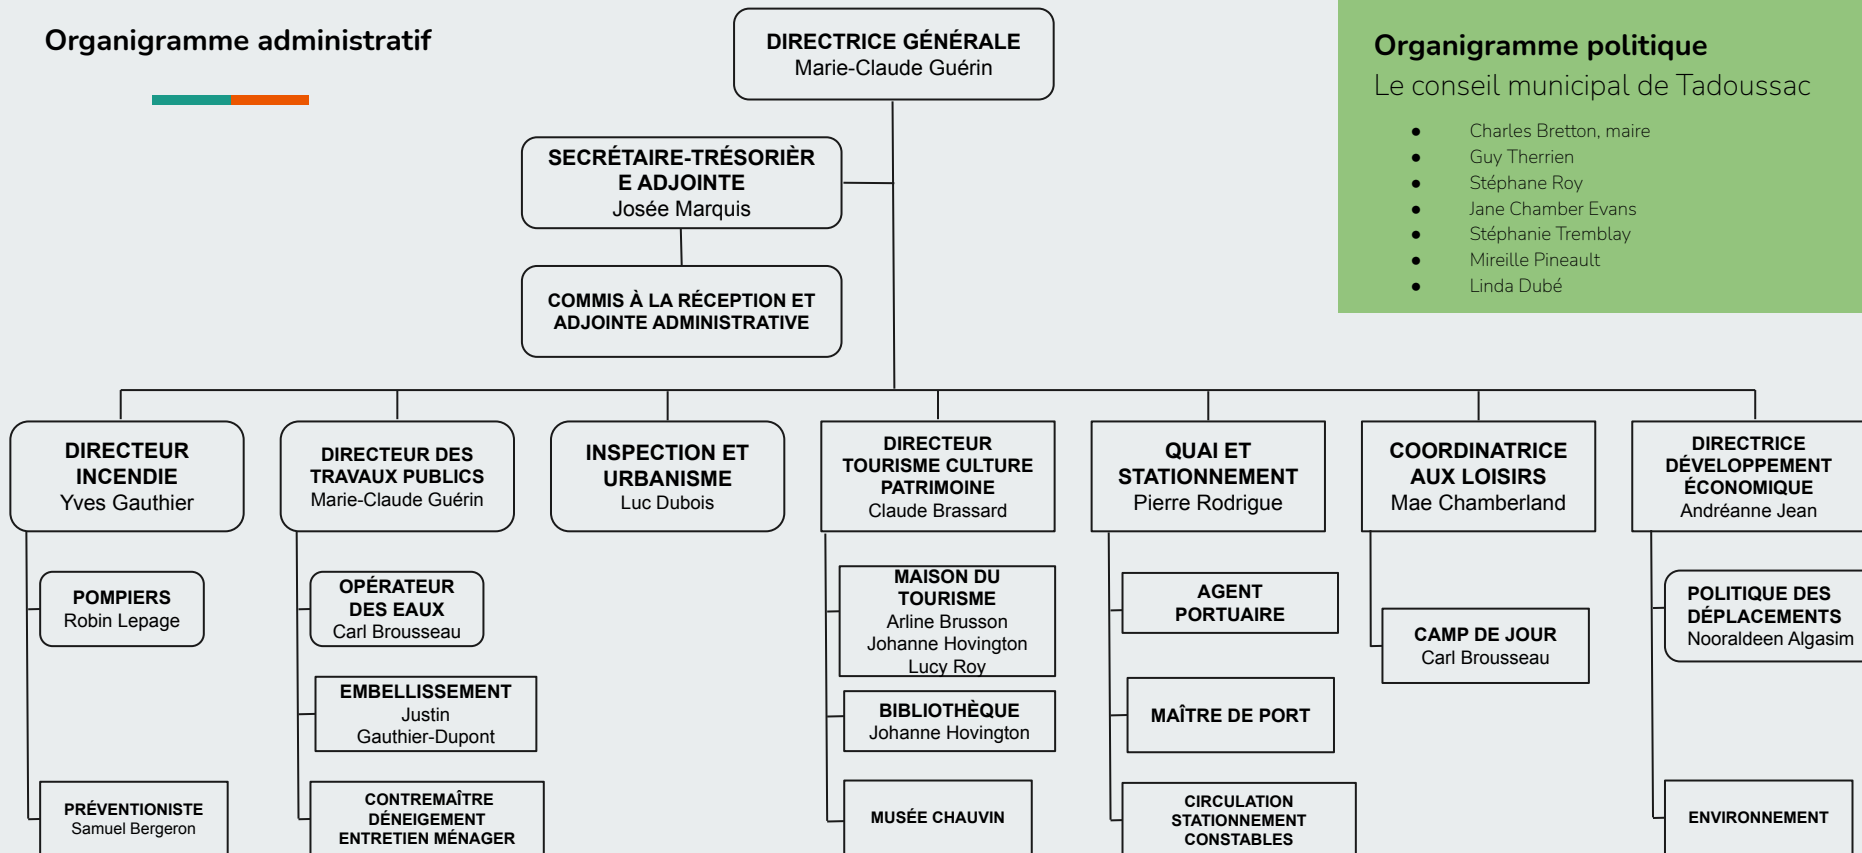 Organigramme administratif
DIRECTRICE GÉNÉRALE
Marie-Claude Guérin
Organigramme politique
Le conseil municipal de Tadoussac
● Charles Bretton, maire
● Guy Therrien
● Stéphane Roy
● Jane Chamber Evans
● Stéphanie Tremblay
● Mireille Pineault
● Linda Dubé
SECRÉTAIRE-TRÉSORIÈR
E ADJOINTE
Josée Marquis
COMMIS À LA RÉCEPTION ET
ADJOINTE ADMINISTRATIVE
DIRECTEUR
INCENDIE
Yves Gauthier
POMPIERS
Robin Lepage
PRÉVENTIONISTE
Samuel Bergeron
DIRECTEUR DES
TRAVAUX PUBLICS
Marie-Claude Guérin
OPÉRATEUR
DES EAUX
Carl Brousseau
EMBELLISSEMENT
Justin
Gauthier-Dupont
CONTREMAÎTRE
DÉNEIGEMENT
ENTRETIEN MÉNAGER
INSPECTION ET
URBANISME
Luc Dubois
DIRECTEUR
TOURISME CULTURE
PATRIMOINE
Claude Brassard
MAISON DU
TOURISME
Arline Brusson
Johanne Hovington
Lucy Roy
BIBLIOTHÈQUE
Johanne Hovington
MUSÉE CHAUVIN
QUAI ET
STATIONNEMENT
Pierre Rodrigue
AGENT
PORTUAIRE
MAÎTRE DE PORT
CIRCULATION
STATIONNEMENT
CONSTABLES
COORDINATRICE
AUX LOISIRS
Mae Chamberland
CAMP DE JOUR
Carl Brousseau
DIRECTRICE
DÉVELOPPEMENT
ÉCONOMIQUE
Andréanne Jean
POLITIQUE DES
DÉPLACEMENTS
Nooraldeen Algasim
ENVIRONNEMENT